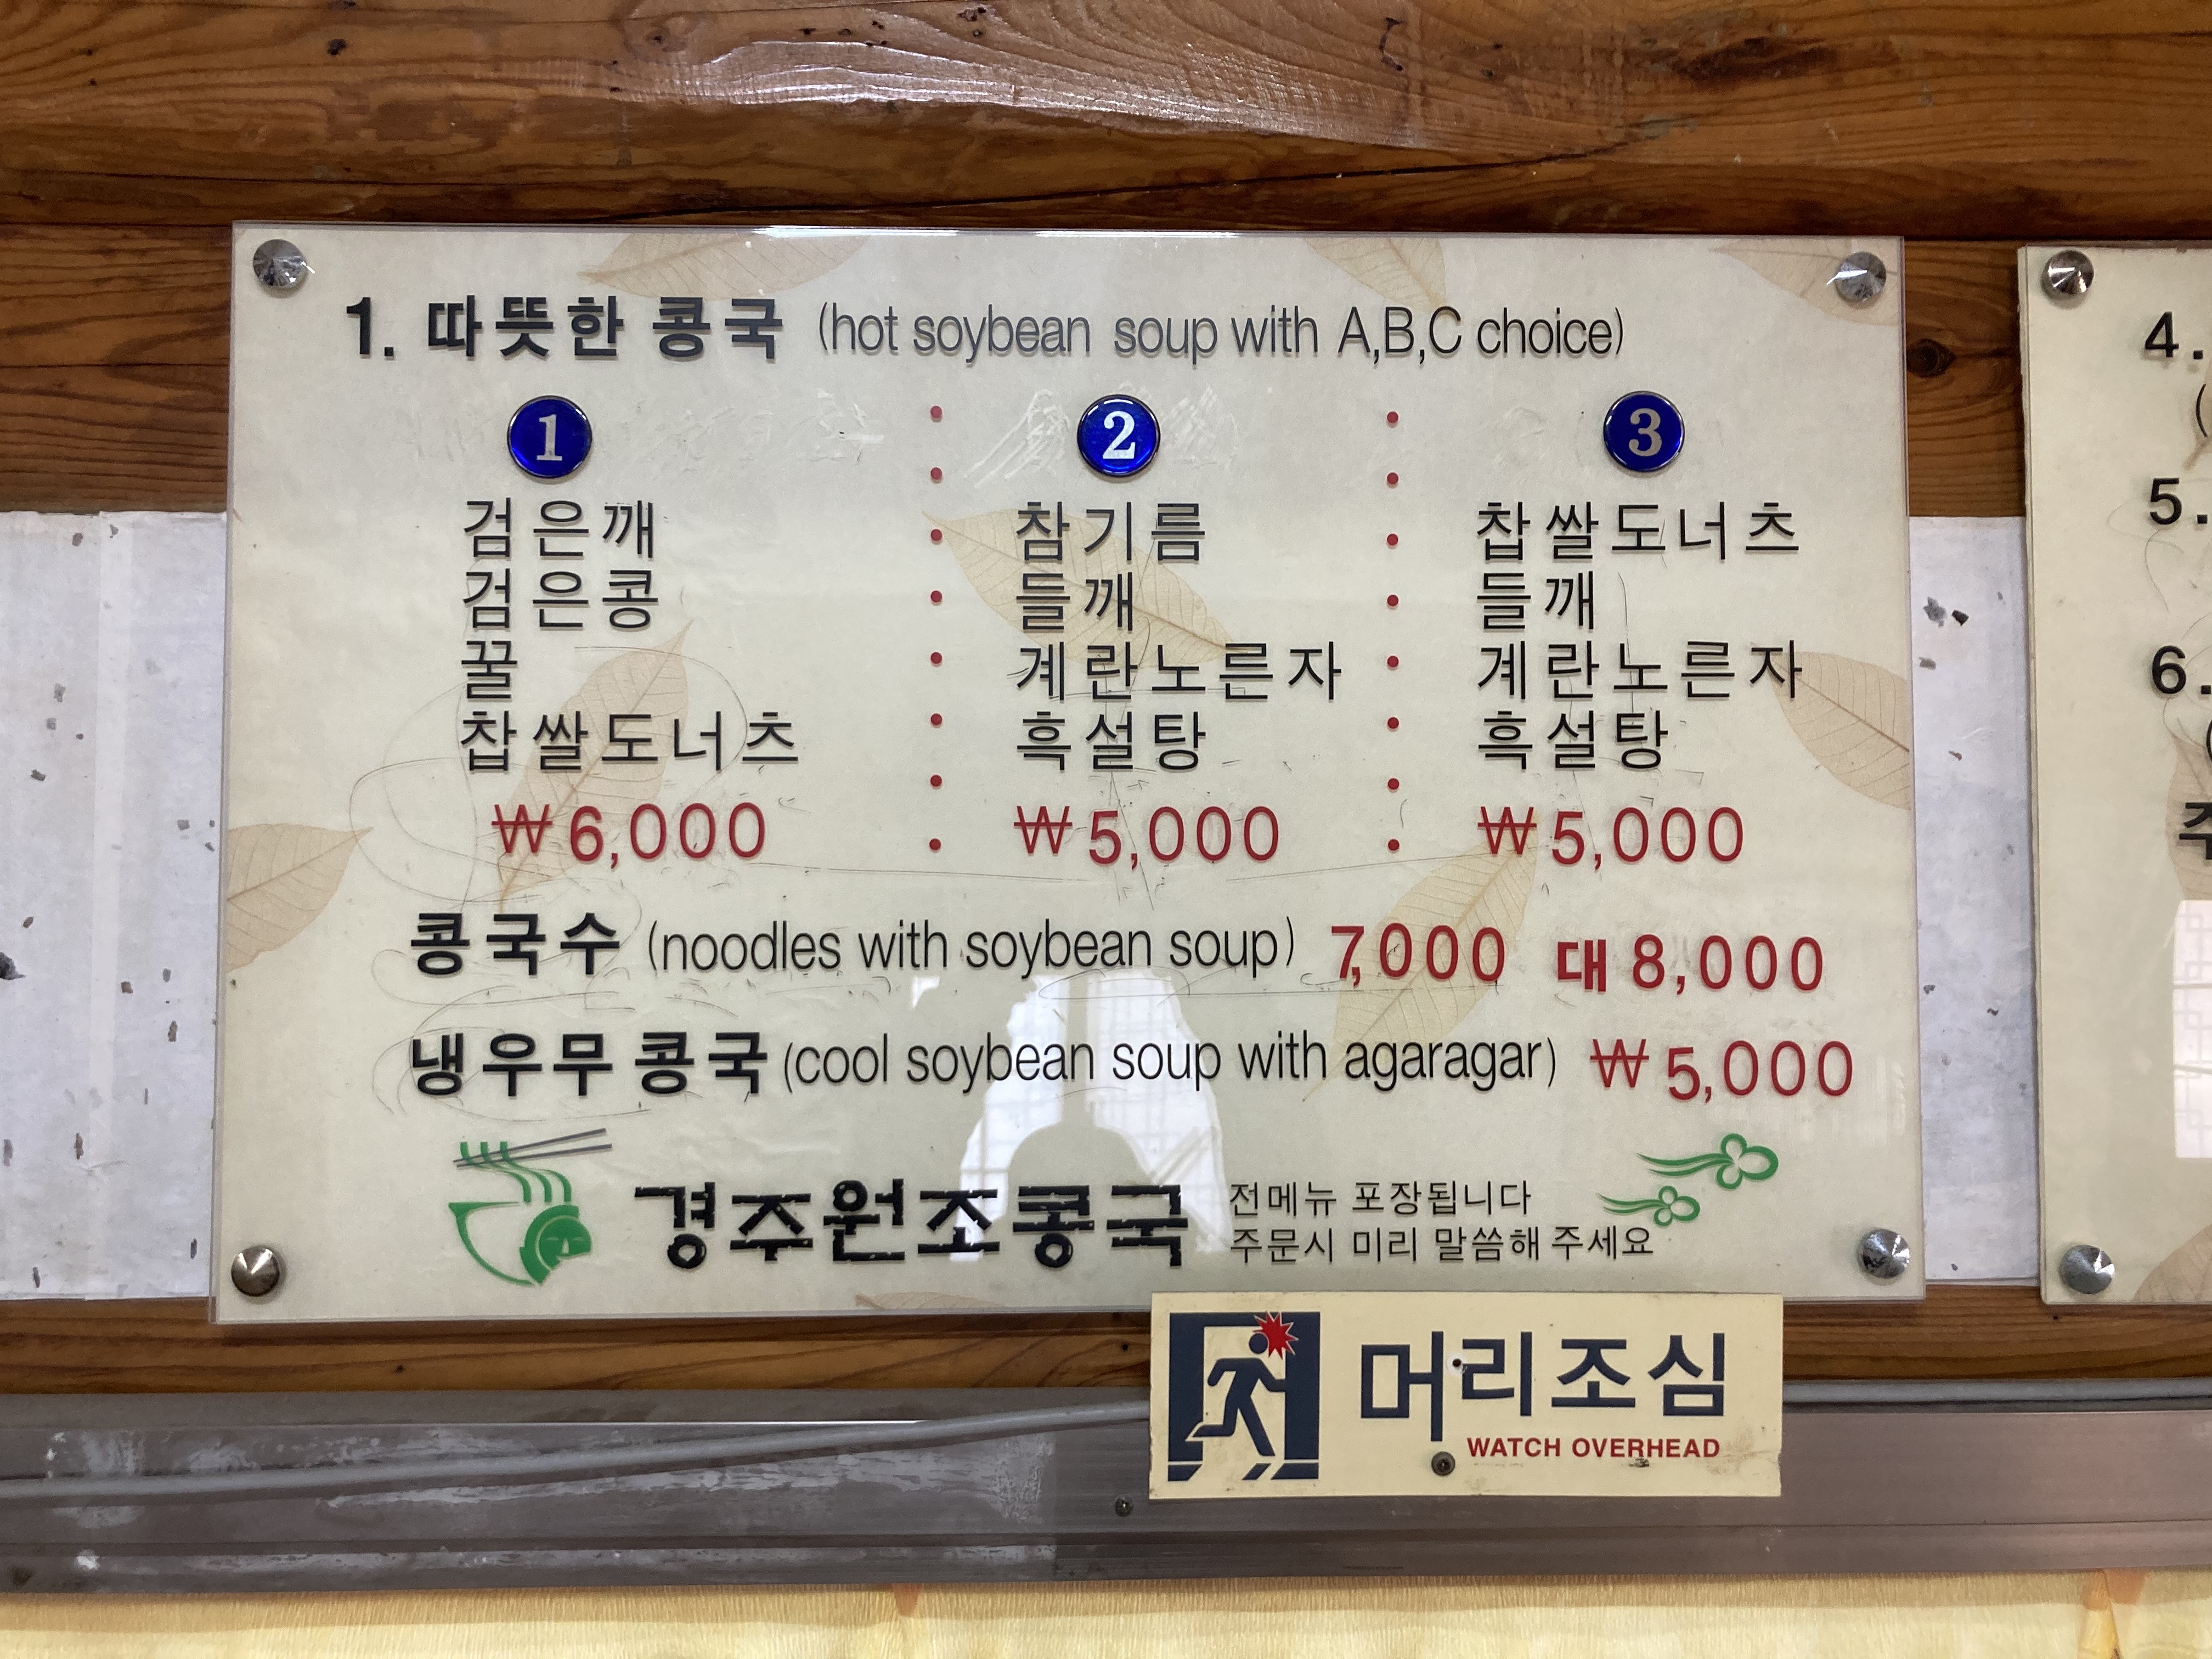 1. 따뜻한 콩국 (hot soybean soup with A,B,C choice)
1
검은깨
검은콩
꿀
찹쌀도너츠
₩6,000
2
참기름
들깨
계란노른자
흑설탕
₩5,000
3
찹쌀도너츠
들깨
계란노른자
흑설탕
₩5,000
콩국수 (noodles with soybean soup) 7,000 대 8,000
냉우무 콩국 (cool soybean soup with agaragar) ₩5,000
경주원조콩국
전메뉴 포장됩니다
주문시 미리 말씀해 주세요
머리조심
WATCH OVERHEAD
4.
5.
6.